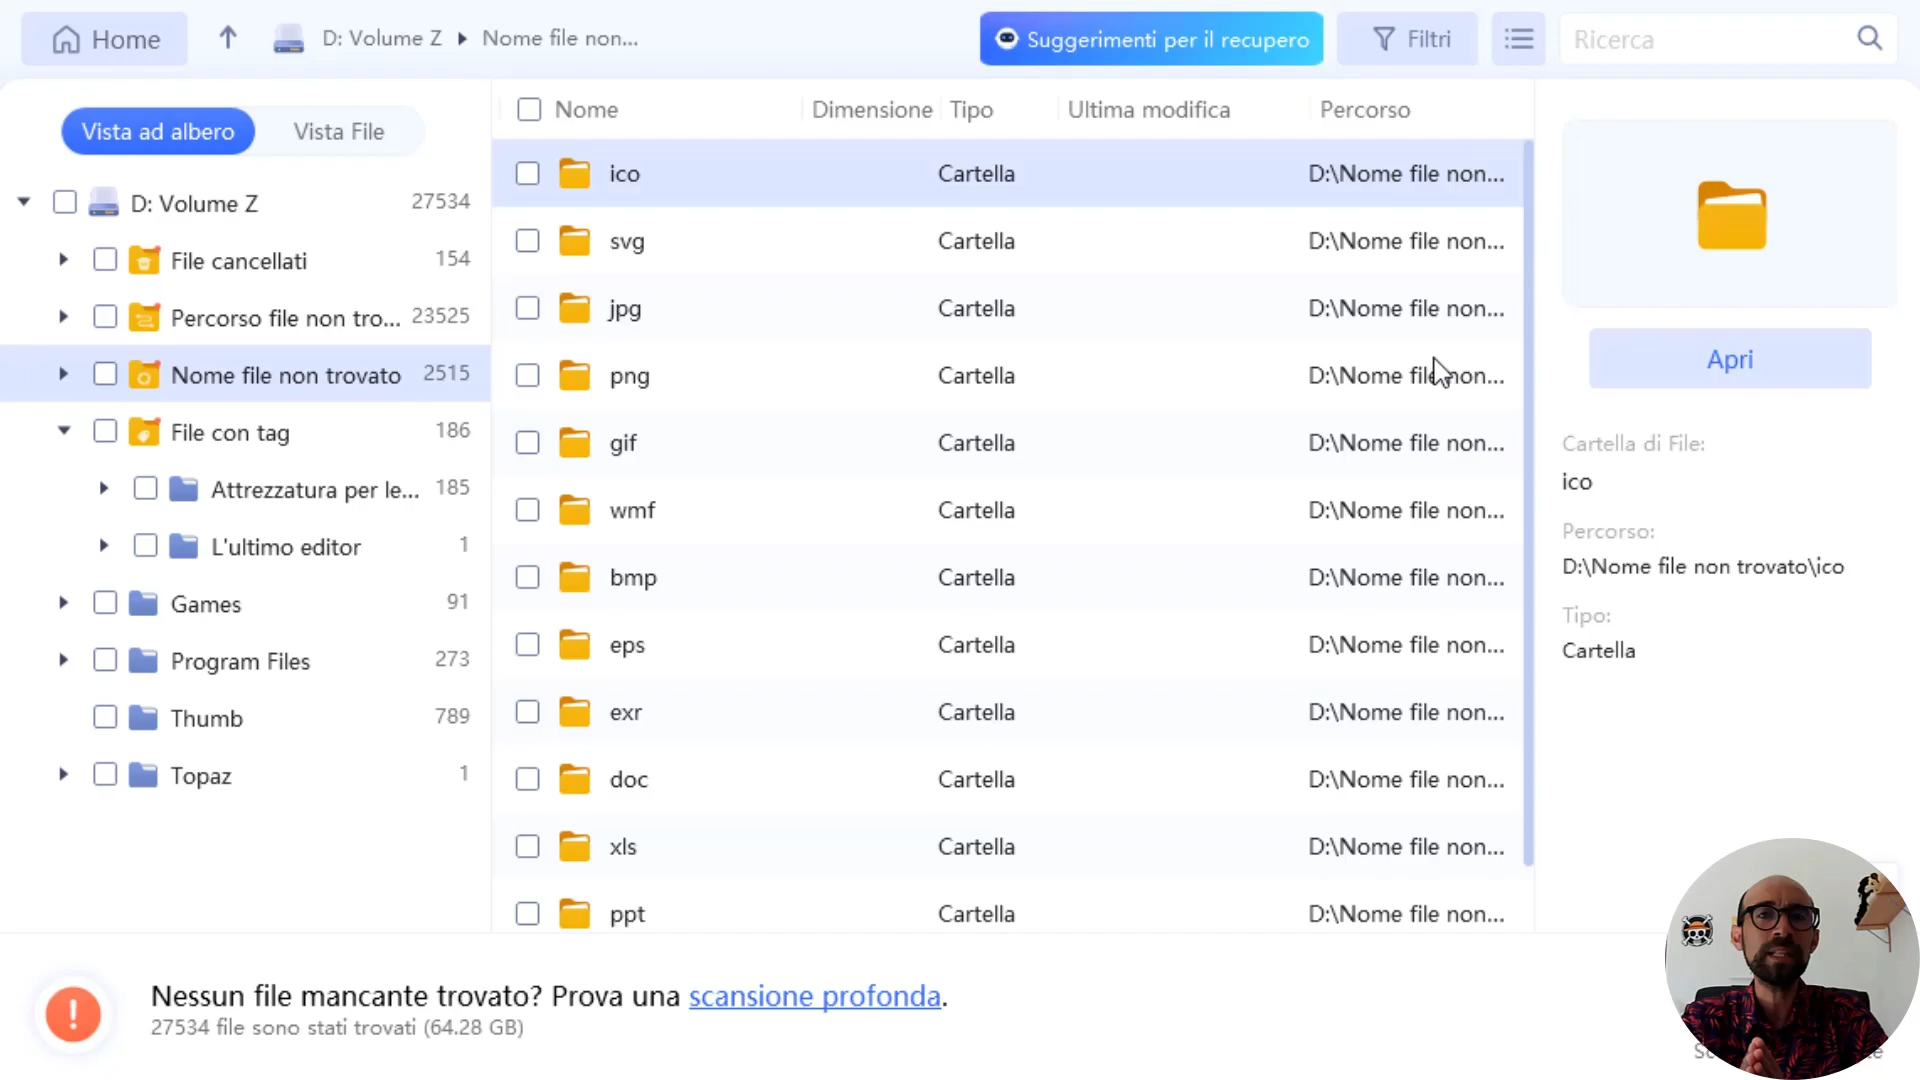 Home
D: Volume Z
Nome file non...
Suggerimenti per il recupero
Filtri
Ricerca
Vista ad albero
Vista File
D: Volume Z 27534
File cancellati 154
Percorso file non tro... 23525
Nome file non trovato 2515
File con tag 186
Attrezzatura per le... 185
L'ultimo editor 1
Games 91
Program Files 273
Thumb 789
Topaz 1
Nome Dimensione Tipo Ultima modifica Percorso
ico Cartella D:\Nome file non...
svg Cartella D:\Nome file non...
jpg Cartella D:\Nome file non...
png Cartella D:\Nome file non...
gif Cartella D:\Nome file non...
wmf Cartella D:\Nome file non...
bmp Cartella D:\Nome file non...
eps Cartella D:\Nome file non...
exr Cartella D:\Nome file non...
doc Cartella D:\Nome file non...
xls Cartella D:\Nome file non...
ppt Cartella D:\Nome file non...
Apri
Cartella di File:
ico
Percorso:
D:\Nome file non trovato\ico
Tipo:
Cartella
Nessun file mancante trovato? Prova una scansione profonda.
27534 file sono stati trovati (64.28 GB)